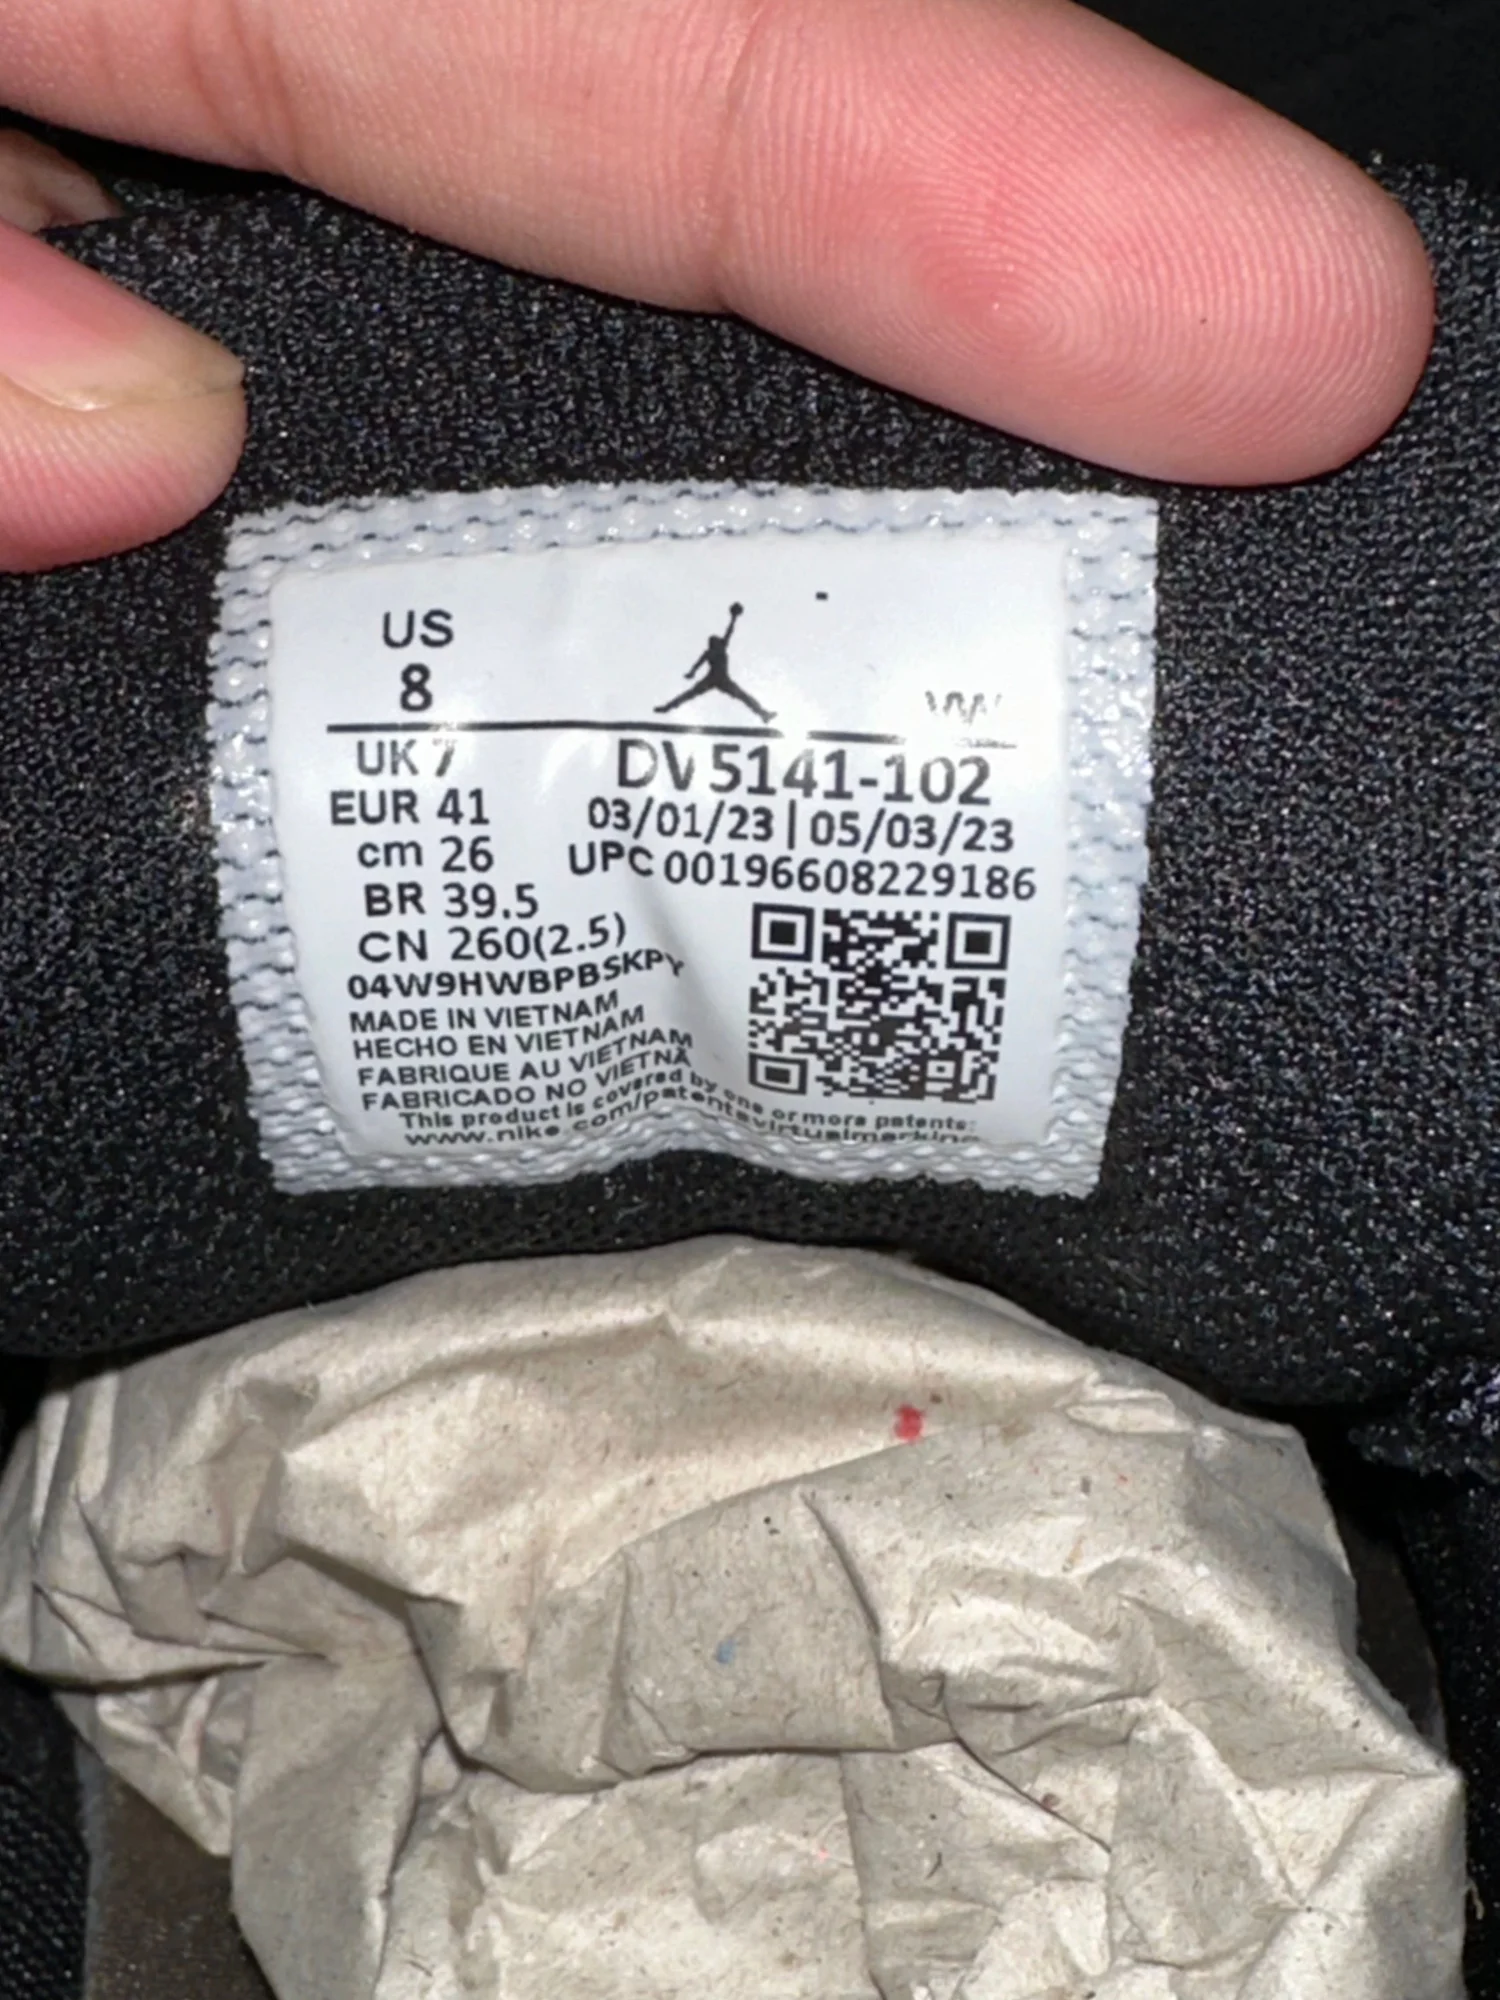 US
8
W
UK 7
EUR 41
cm 26
BR 39.5
CN 260(2.5)
DV5141-102
03/01/23 | 05/03/23
UPC 00196608229186
04W9HWBPBSKPY
MADE IN VIETNAM
HECHO EN VIETNAM
FABRIQUE AU VIETNAM
FABRICADO NO VIETNÃ
This product is covered by one or more patents:
www.nike.com/patentsvirtualmarking